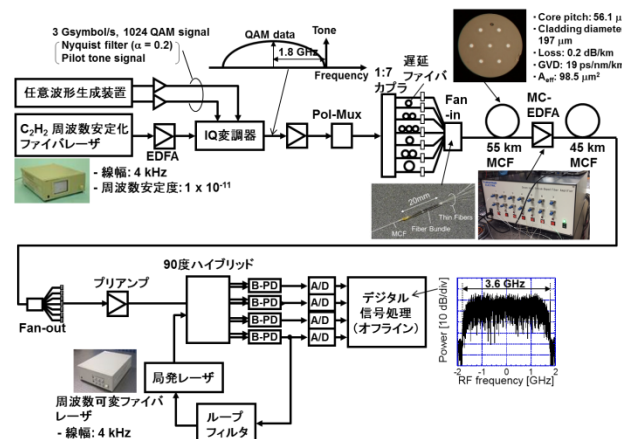 3 Gsymbol/s, 1024 QAM signal
Nyquist filter (α = 0.2)
Pilot tone signal
QAM data
Tone
1.8 GHz
Frequency
任意波形生成装置
C₂H₂ 周波数安定化
ファイバレーザ
EDFA
IQ変調器
Pol-Mux
1:7
カプラ
遅延
ファイバ
Fan
-in
- 線幅: 4 kHz
- 周波数安定度: 1 x 10⁻¹¹
• Core pitch: 56.1 μ
• Cladding diamete
197 μm
• Loss: 0.2 dB/km
• GVD: 19 ps/nm/km
• Aeff: 98.5 μm²
MC-
EDFA
55 km
MCF
45 km
MCF
20mm
Thin Fibers
Fiber Bundle
MCF
Fan-out
プリアンプ
90度ハイブリッド
B-PD
A/D
B-PD
A/D
B-PD
A/D
B-PD
A/D
デジタル
信号処理
(オフライン)
局発レーザ
ループ
フィルタ
周波数可変ファイバ
レーザ
- 線幅: 4 kHz
3.6 GHz
Power [10 dB/div]
-2
-1
0
1
2
RF frequency [GHz]